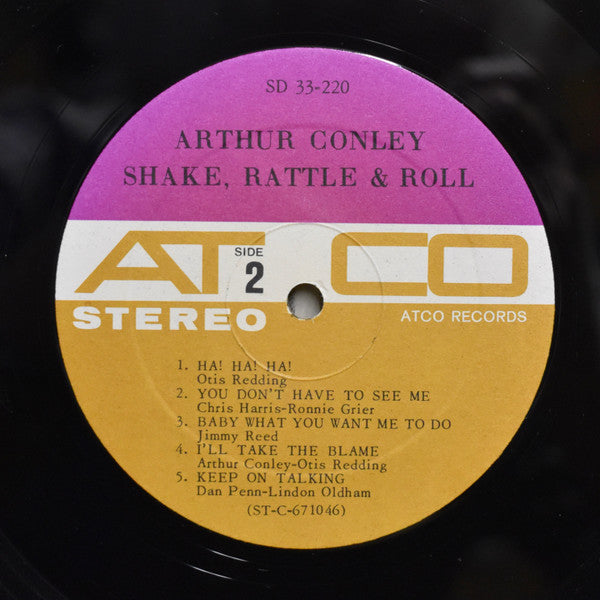 SD 33-220
ARTHUR CONLEY
SHAKE, RATTLE & ROLL
ATCO
SIDE
2
STEREO
ATCO RECORDS
1. HA! HA! HA!
Otis Redding
2. YOU DON'T HAVE TO SEE ME
Chris Harris-Ronnie Grier
3. BABY WHAT YOU WANT ME TO DO
Jimmy Reed
4. I'LL TAKE THE BLAME
Arthur Conley-Otis Redding
5. KEEP ON TALKING
Dan Penn-Lindon Oldham
(ST-C-671046)